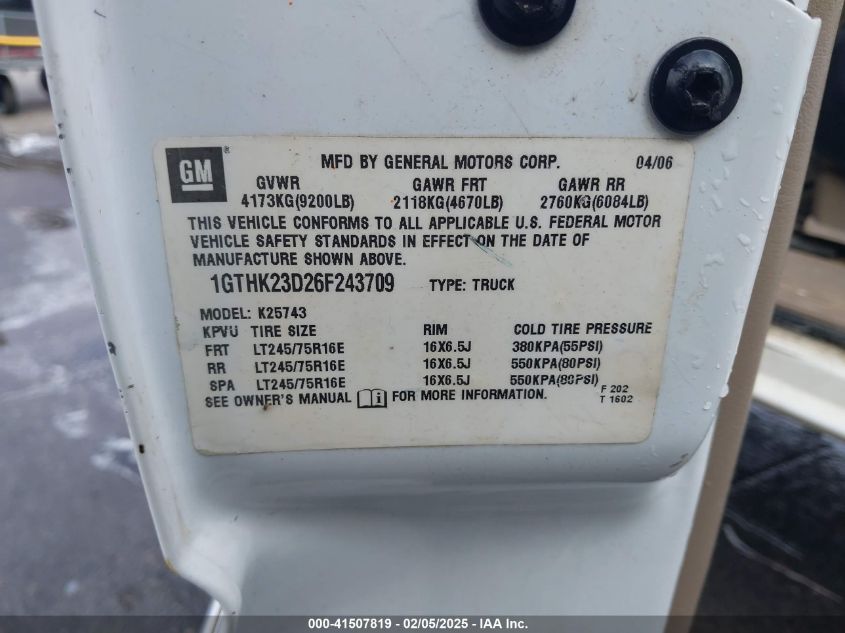 GM
MFD BY GENERAL MOTORS CORP. 04/06
GVWR GAWR FRT GAWR RR
4173KG(9200LB) 2118KG(4670LB) 2760KG(6084LB)
THIS VEHICLE CONFORMS TO ALL APPLICABLE U.S. FEDERAL MOTOR
VEHICLE SAFETY STANDARDS IN EFFECT ON THE DATE OF
MANUFACTURE SHOWN ABOVE.
1GTHK23D26F243709 TYPE: TRUCK
MODEL: K25743
KPVU TIRE SIZE RIM COLD TIRE PRESSURE
FRT LT245/75R16E 16X6.5J 380KPA(55PSI)
RR LT245/75R16E 16X6.5J 550KPA(80PSI)
SPA LT245/75R16E 16X6.5J 550KPA(80PSI)
SEE OWNER'S MANUAL i FOR MORE INFORMATION.
F 202
T 1602
000-41507819 / 02/05/2025 - IAA Inc.